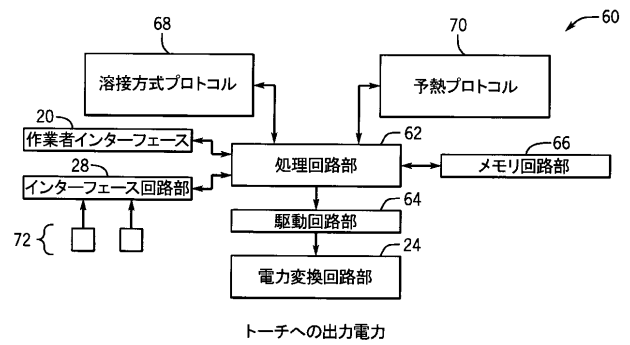 60
68
溶接方式プロトコル
70
予熱プロトコル
20
作業者インターフェース
28
インターフェース回路部
72
62
処理回路部
66
メモリ回路部
64
駆動回路部
24
電力変換回路部
トーチへの出力電力